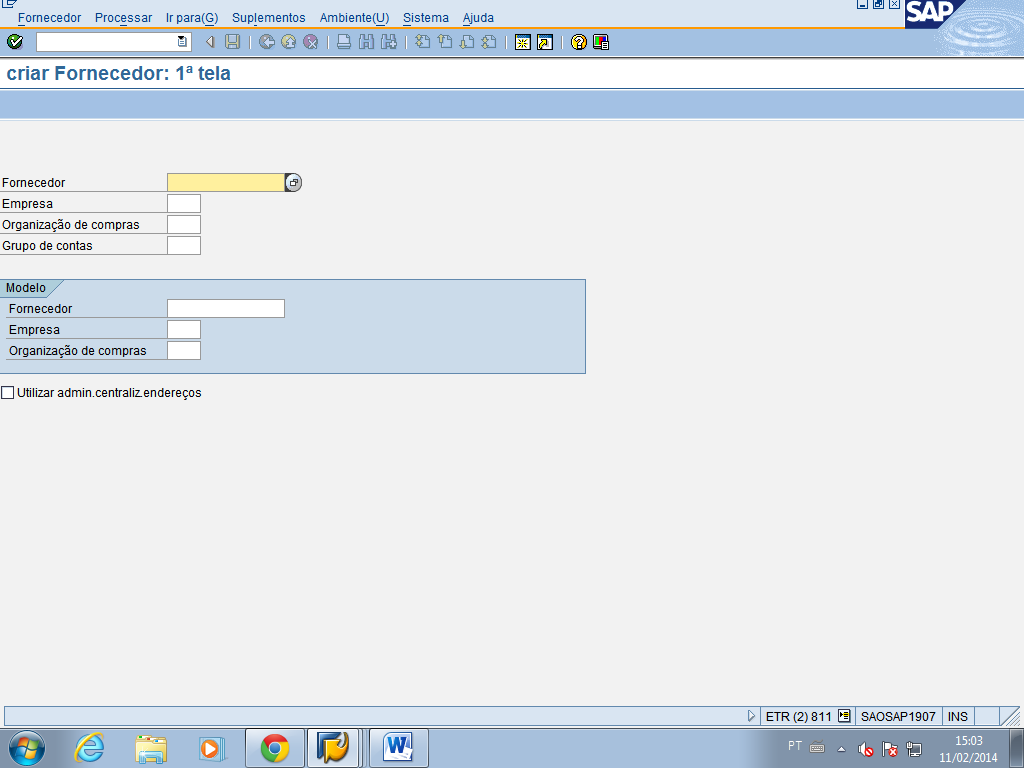 Fornecedor Processar Ir para(G) Suplementos Ambiente(U) Sistema Ajuda
SAP
criar Fornecedor: 1ª tela
Fornecedor
Empresa
Organização de compras
Grupo de contas
Modelo
Fornecedor
Empresa
Organização de compras
Utilizar admin.centraliz.endereços
ETR (2) 811 SAOSAP1907 INS
PT 15:03
11/02/2014